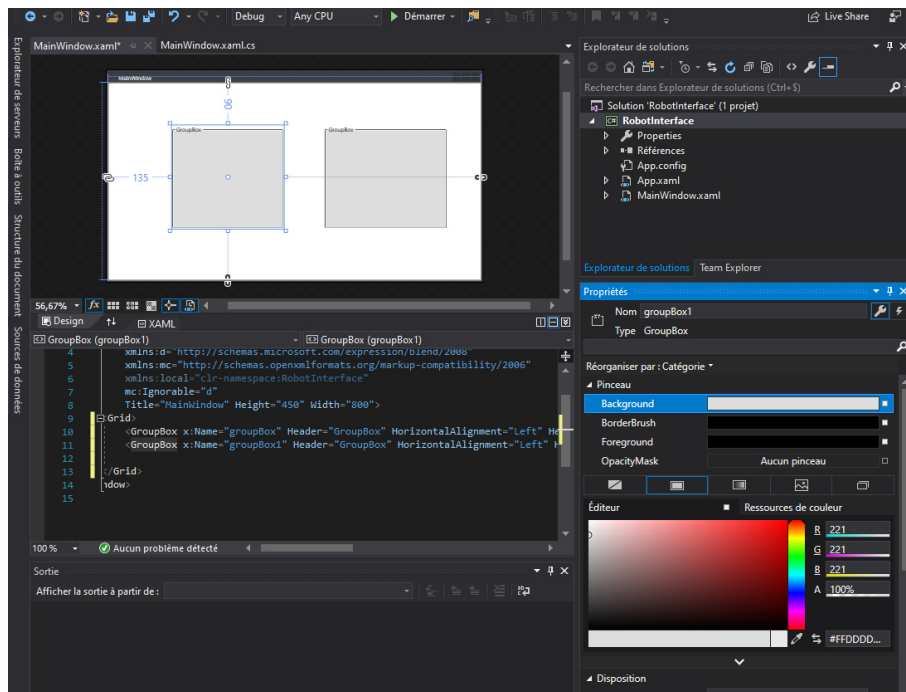 Debug
Any CPU
Démarrer
Live Share
Explorateur de serveurs
Boîte à outils
Structure du document
Sources de données
MainWindow.xaml*
MainWindow.xaml.cs
MainWindow
90
GroupBox
GroupBox
135
56,67%
fx
Design
XAML
GroupBox (groupBox1)
GroupBox (groupBox1)
4 xmlns:d="http://schemas.microsoft.com/expression/blend/2008"
5 xmlns:mc="http://schemas.openxmlformats.org/markup-compatibility/2006"
6 xmlns:local="clr-namespace:RobotInterface"
7 mc:Ignorable="d"
8 Title="MainWindow" Height="450" Width="800">
9 Grid>
10 <GroupBox x:Name="groupBox" Header="GroupBox" HorizontalAlignment="Left" He
11 <GroupBox x:Name="groupBox1" Header="GroupBox" HorizontalAlignment="Left" H
12
13 </Grid>
14 ndow>
15
100 %
Aucun problème détecté
Sortie
Afficher la sortie à partir de :
Explorateur de solutions
Rechercher dans Explorateur de solutions (Ctrl+$)
Solution 'RobotInterface' (1 projet)
RobotInterface
Properties
Références
App.config
App.xaml
MainWindow.xaml
Explorateur de solutions
Team Explorer
Propriétés
Nom groupBox1
Type GroupBox
Réorganiser par : Catégorie
Pinceau
Background
BorderBrush
Foreground
OpacityMask
Aucun pinceau
Éditeur
Ressources de couleur
R 221
G 221
B 221
A 100%
#FFDDDD...
Disposition